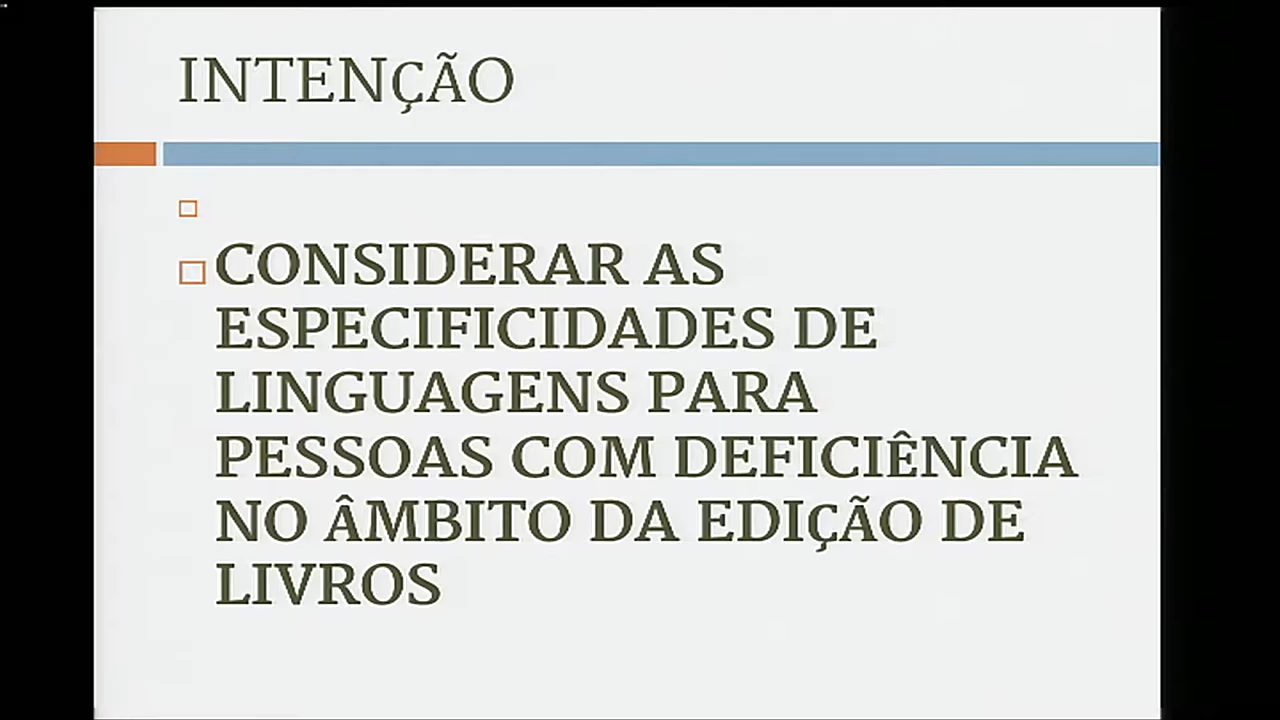 INTENÇÃO
CONSIDERAR AS
ESPECIFICIDADES DE
LINGUAGENS PARA
PESSOAS COM DEFICIÊNCIA
NO ÂMBITO DA EDIÇÃO DE
LIVROS